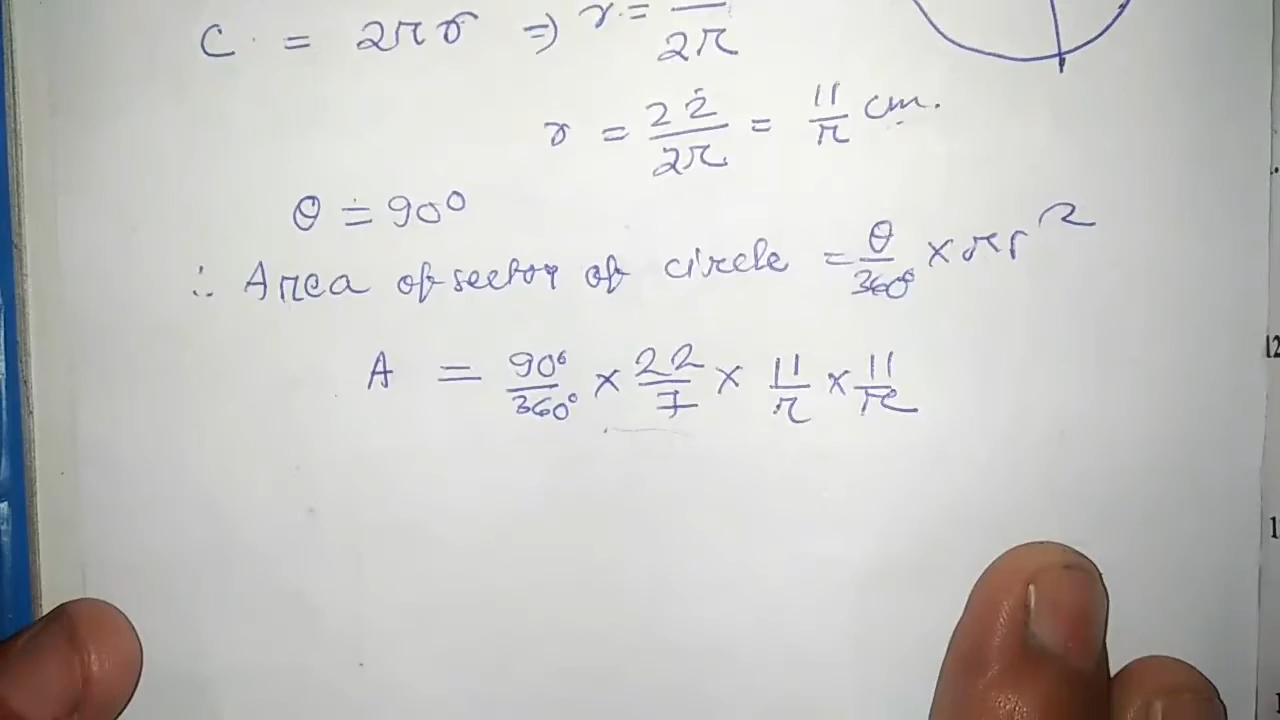 C = 2πr ⇒ r = —/2π
r = 22/2π = 11/π cm.
θ = 90°
∴ Area of sector of circle = θ/360° × πr²
A = 90°/360° × 22/7 × 11/π × 11/π
12